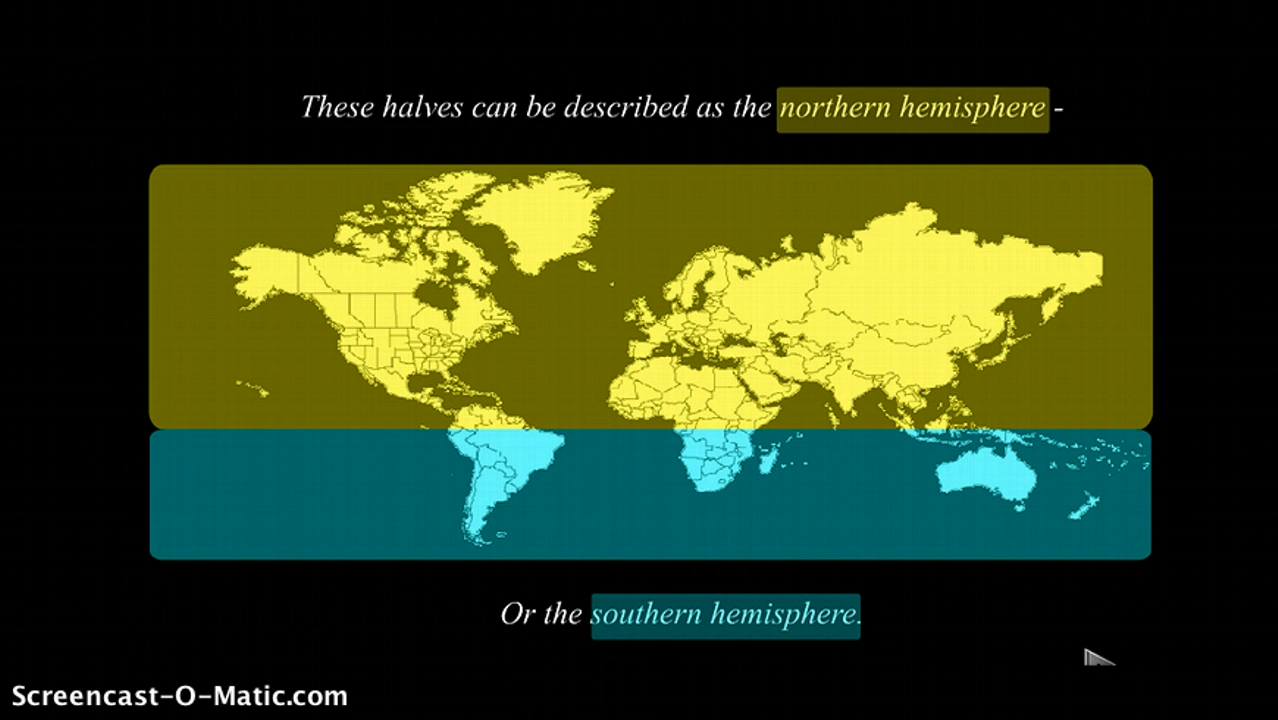 These halves can be described as the northern hemisphere -
Or the southern hemisphere.
Screencast-O-Matic.com